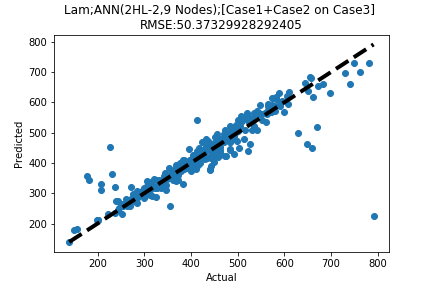 Lam;ANN(2HL-2,9 Nodes);[Case1+Case2 on Case3]
RMSE:50.37329928292405
800
700
600
500
400
300
200
Predicted
200 300 400 500 600 700 800
Actual